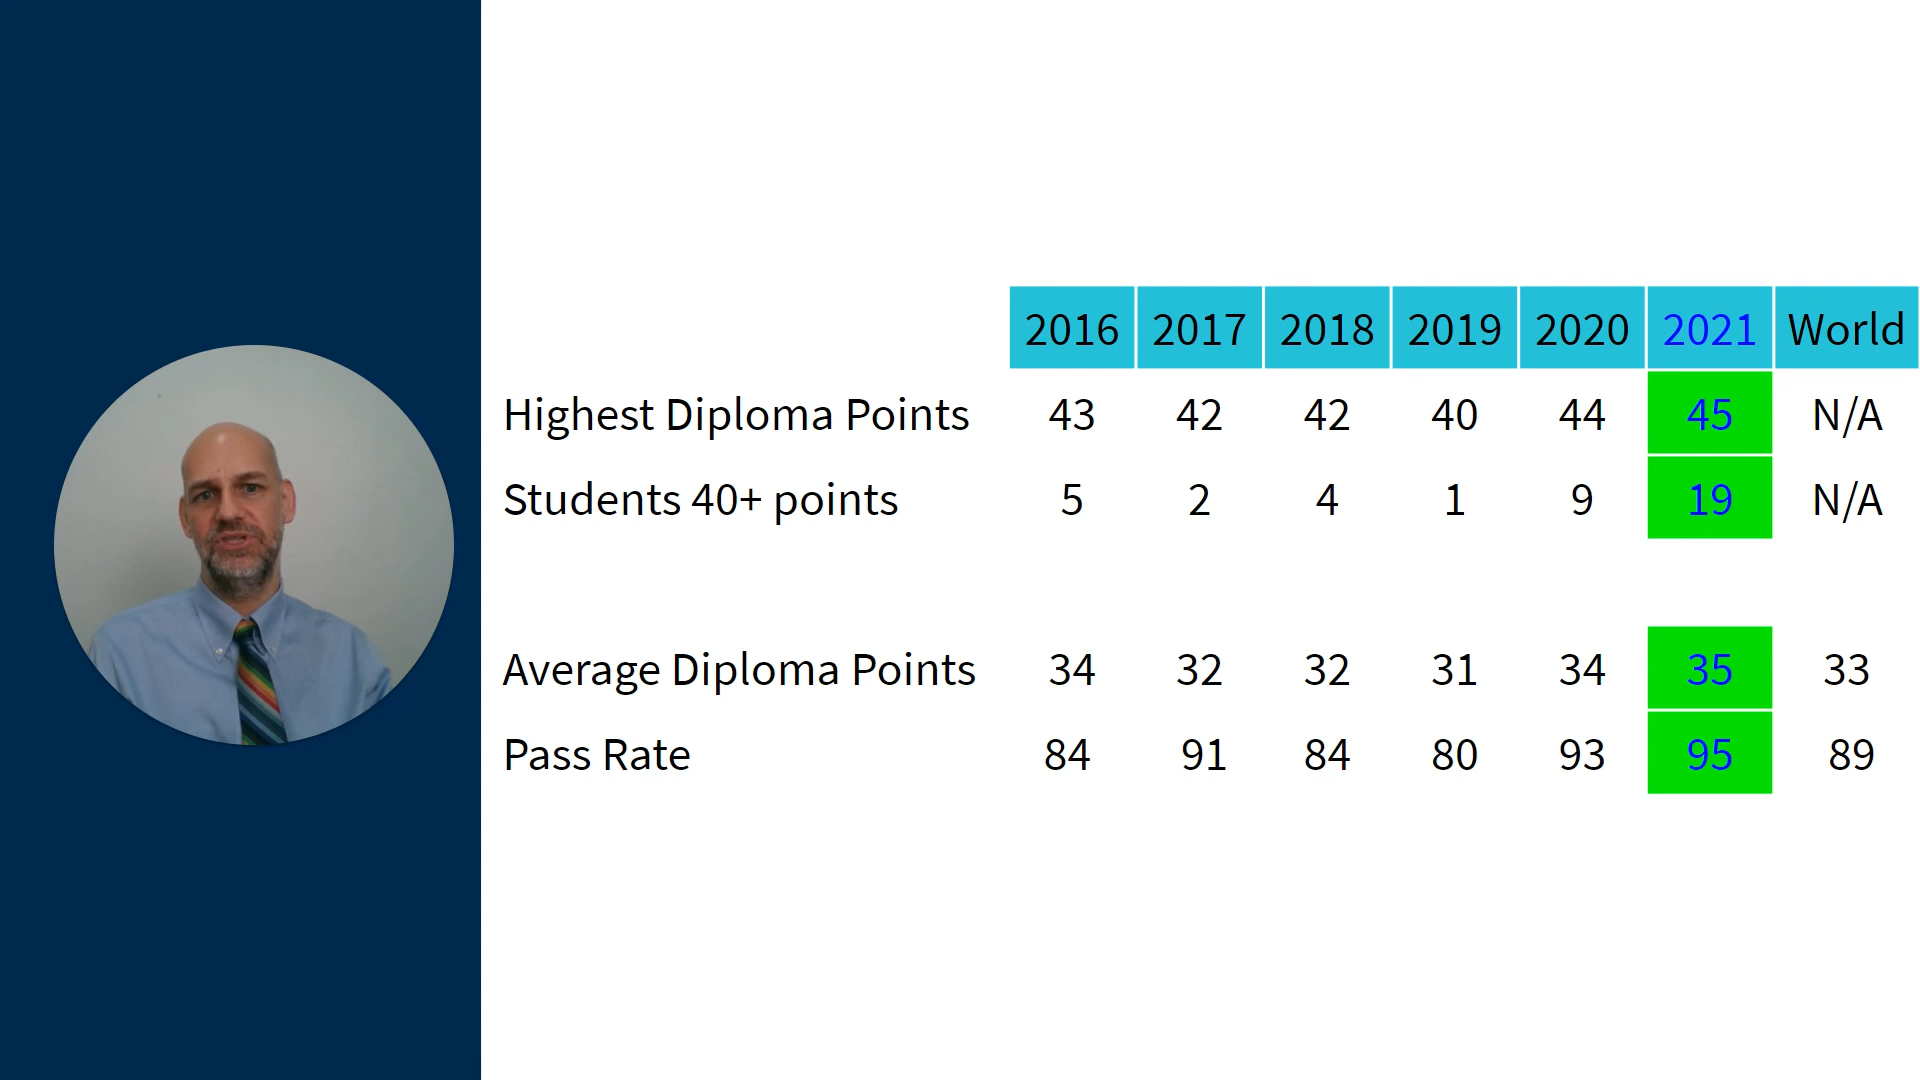 2016 2017 2018 2019 2020 2021 World
Highest Diploma Points 43 42 42 40 44 45 N/A
Students 40+ points 5 2 4 1 9 19 N/A
Average Diploma Points 34 32 32 31 34 35 33
Pass Rate 84 91 84 80 93 95 89